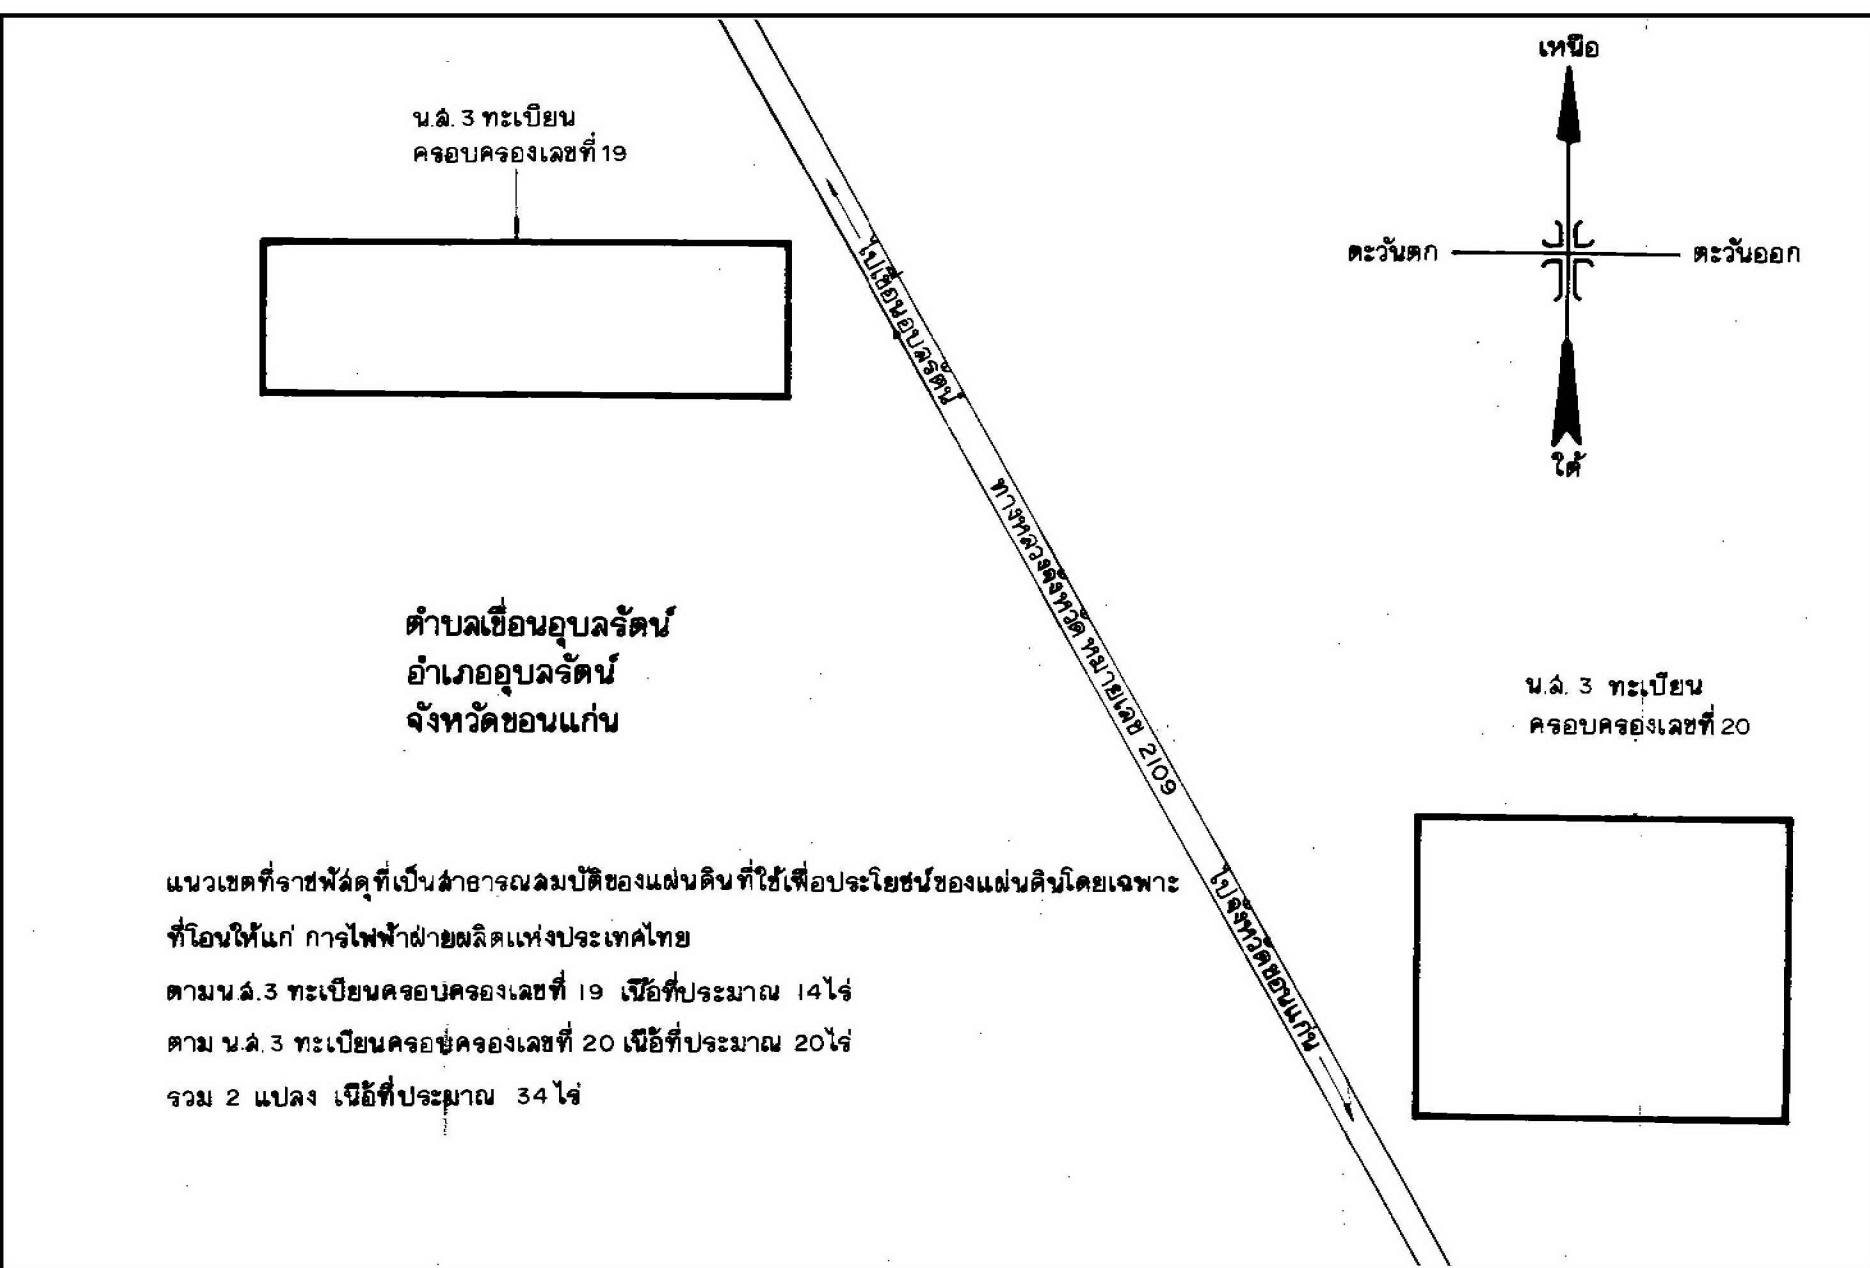 น.ส. 3 ทะเบียน
ครอบครองเลขที่ 19
เหนือ
ตะวันตก
ตะวันออก
ใต้
ไปเขื่อนอุบลรัตน์
ทางหลวงจังหวัด หมายเลข 2109
ไปจังหวัดขอนแก่น
ตำบลเขื่อนอุบลรัตน์
อำเภออุบลรัตน์
จังหวัดขอนแก่น
น.ส. 3 ทะเบียน
ครอบครองเลขที่ 20
แนวเขตที่ราชพัสดุที่เป็นสาธารณสมบัติของแผ่นดินที่ใช้เพื่อประโยชน์ของแผ่นดินโดยเฉพาะ
ที่โอนให้แก่ การไฟฟ้าฝ่ายผลิตแห่งประเทศไทย
ตามน.ส.3 ทะเบียนครอบครองเลขที่ 19 เนื้อที่ประมาณ 14 ไร่
ตาม น.ส. 3 ทะเบียนครอบครองเลขที่ 20 เนื้อที่ประมาณ 20 ไร่
รวม 2 แปลง เนื้อที่ประมาณ 34 ไร่